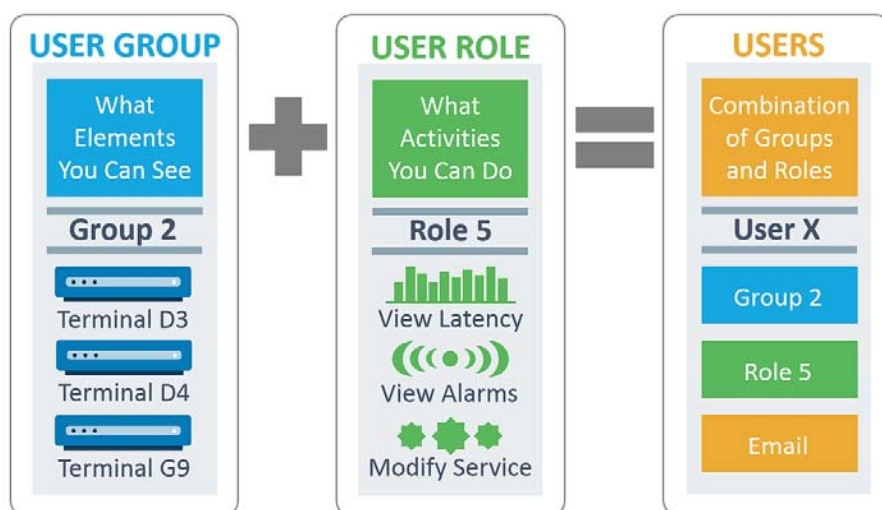 USER GROUP
What
Elements
You Can See
Group 2
Terminal D3
Terminal D4
Terminal G9
USER ROLE
What
Activities
You Can Do
Role 5
View Latency
View Alarms
Modify Service
USERS
Combination
of Groups
and Roles
User X
Group 2
Role 5
Email